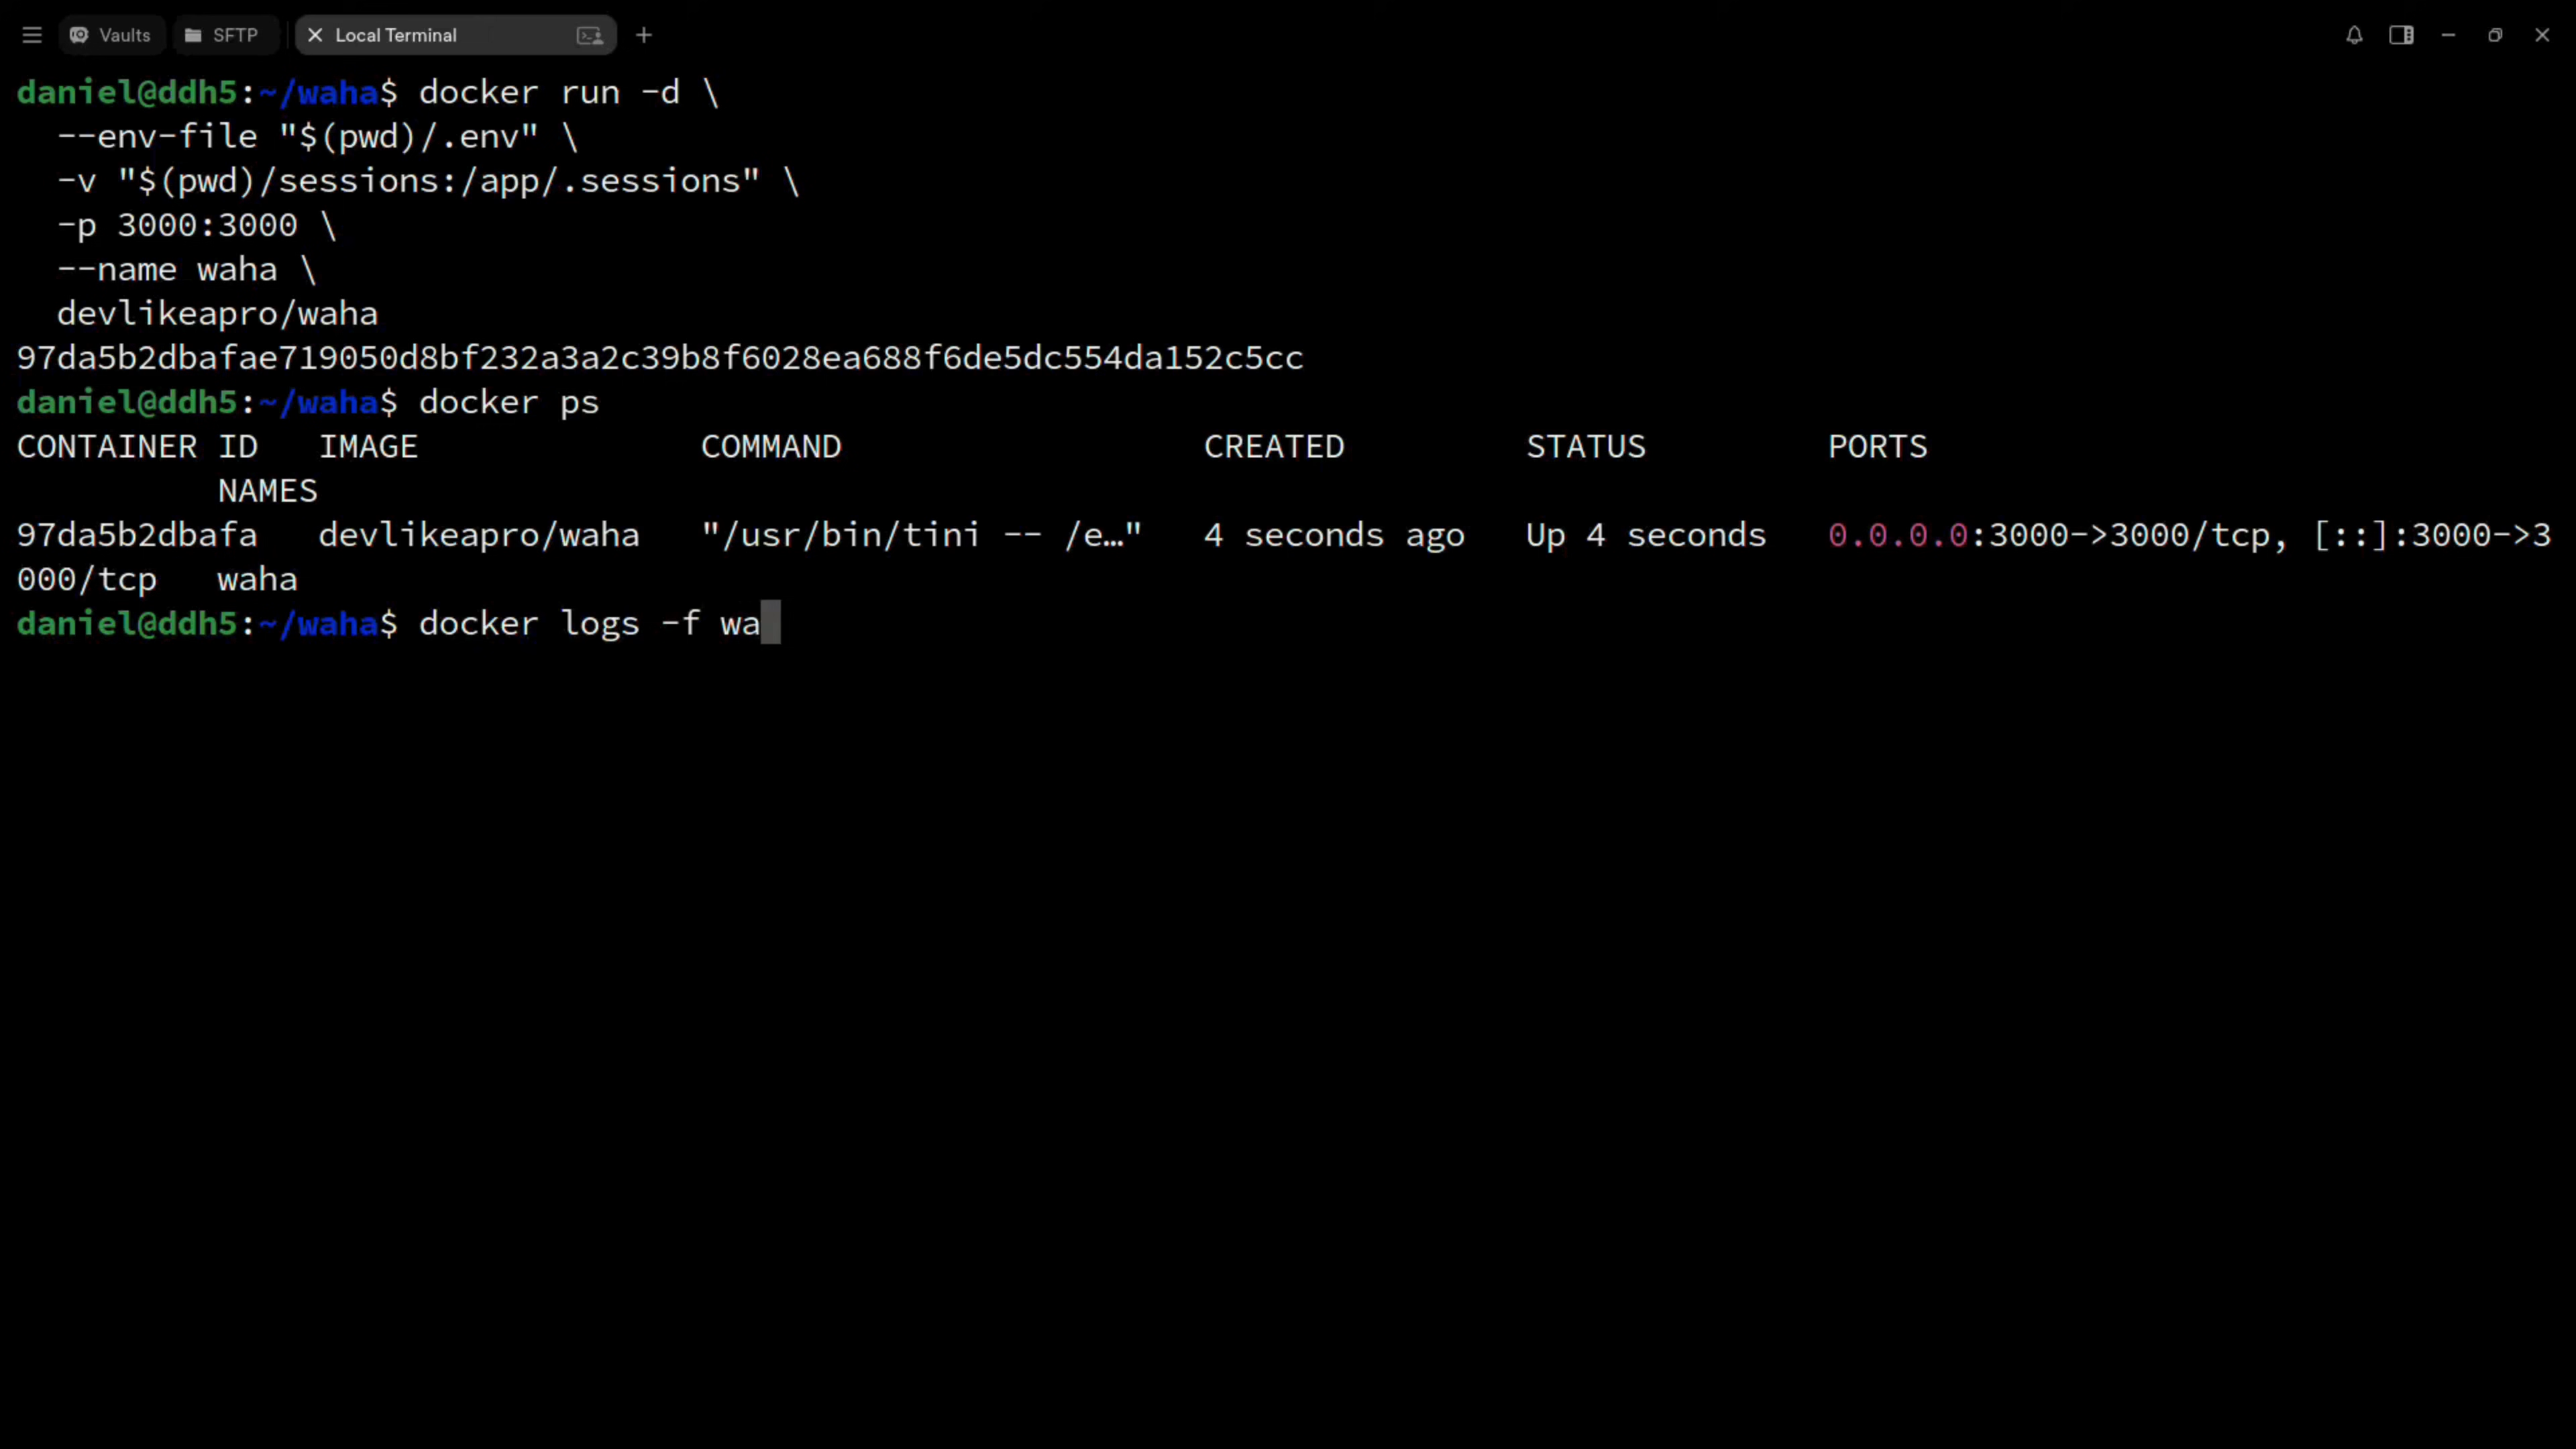 Vaults SFTP Local Terminal
daniel@ddh5:~/waha$ docker run -d \
  --env-file "$(pwd)/.env" \
  -v "$(pwd)/sessions:/app/.sessions" \
  -p 3000:3000 \
  --name waha \
  devlikeapro/waha
97da5b2dbafae719050d8bf232a3a2c39b8f6028ea688f6de5dc554da152c5cc
daniel@ddh5:~/waha$ docker ps
CONTAINER ID   IMAGE              COMMAND                  CREATED         STATUS         PORTS
          NAMES
97da5b2dbafa   devlikeapro/waha   "/usr/bin/tini -- /e…"   4 seconds ago   Up 4 seconds   0.0.0.0:3000->3000/tcp, [::]:3000->3
000/tcp   waha
daniel@ddh5:~/waha$ docker logs -f wa